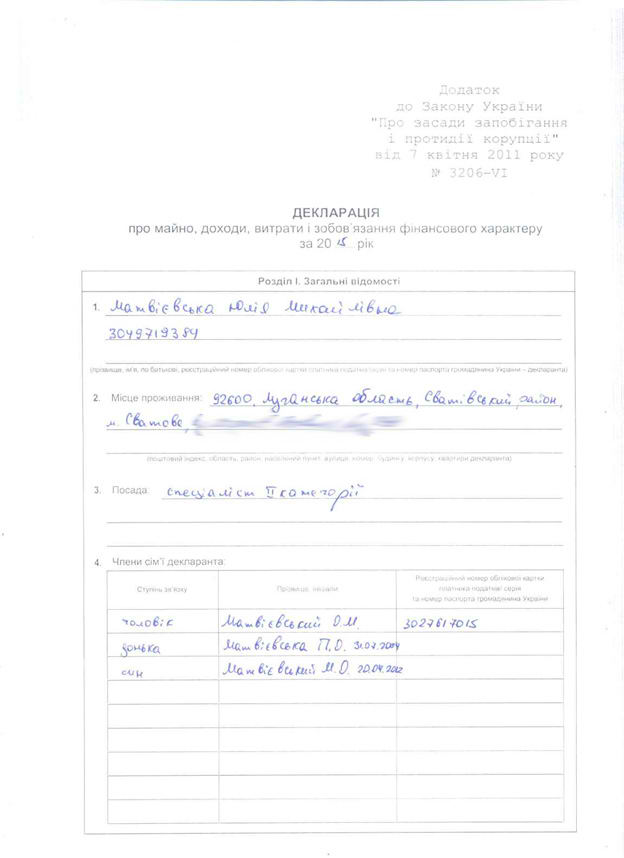 Додаток
до Закону України
"Про засади запобігання
і протидії корупції"
від 7 квітня 2011 року
№ 3206-VI
ДЕКЛАРАЦІЯ
про майно, доходи, витрати і зобов'язання фінансового характеру
за 2015 рік
Розділ І. Загальні відомості
1. Матвієвська Юлія Михайлівна
3049719384
(прізвище, ім'я, по батькові, реєстраційний номер облікової картки платника податків/серія та номер паспорта громадянина України – декларанта)
2. Місце проживання: 92600, Луганська область, Сватівський район,
м. Сватове,
(поштовий індекс, область, район, населений пункт, вулиця, номер: будинку, корпусу, квартири декларанта)
3. Посада: спеціаліст ІІ категорії
4. Члени сім'ї декларанта:
Ступінь зв'язку Прізвище, ініціали Реєстраційний номер облікової картки
платника податків/ серія
та номер паспорта громадянина України
чоловік Матвієвський О.М. 3027617015
донька Матвієвська П.О. 31.07.2004
син Матвієвський М.О. 20.04.2012